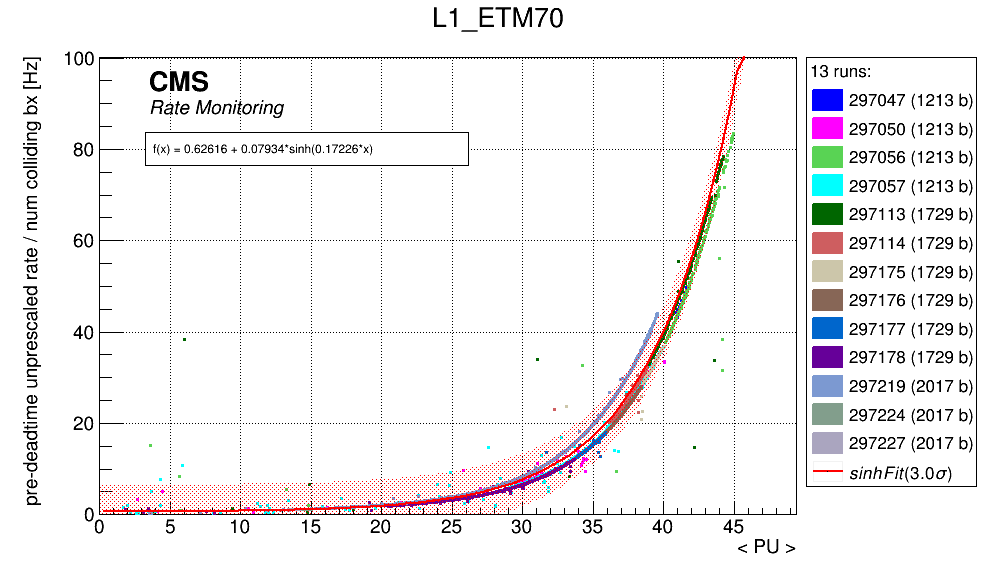 L1_ETM70
pre-deadtime unprescaled rate / num colliding bx [Hz]
100
80
60
40
20
0
CMS
Rate Monitoring
f(x) = 0.62616 + 0.07934*sinh(0.17226*x)
0 5 10 15 20 25 30 35 40 45
< PU >
13 runs:
297047 (1213 b)
297050 (1213 b)
297056 (1213 b)
297057 (1213 b)
297113 (1729 b)
297114 (1729 b)
297175 (1729 b)
297176 (1729 b)
297177 (1729 b)
297178 (1729 b)
297219 (2017 b)
297224 (2017 b)
297227 (2017 b)
sinhFit(3.0σ)